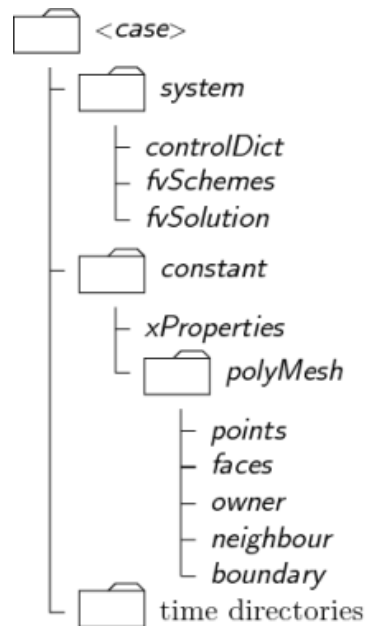 <case>
system
controlDict
fvSchemes
fvSolution
constant
xProperties
polyMesh
points
faces
owner
neighbour
boundary
time directories